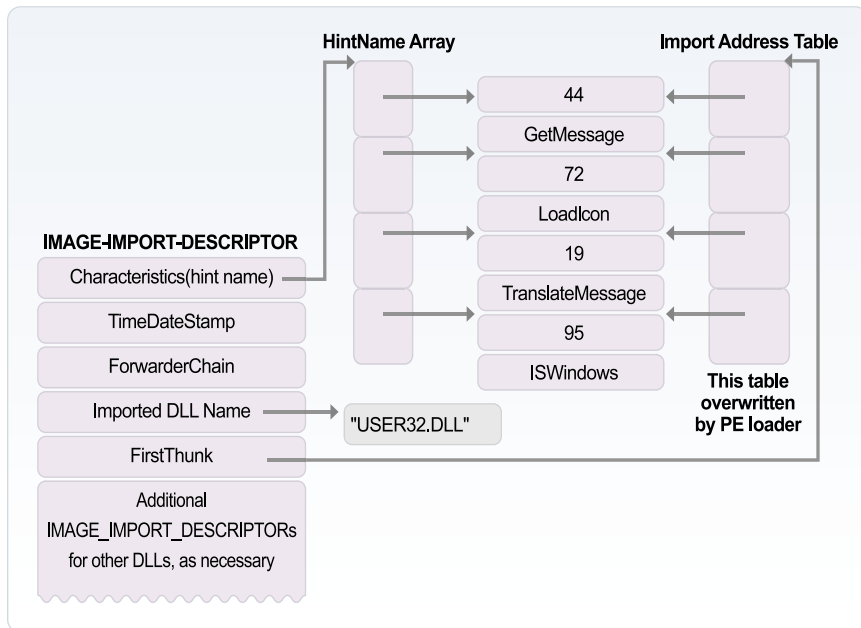 HintName Array
Import Address Table
44
GetMessage
72
LoadIcon
19
TranslateMessage
95
ISWindows
This table
overwritten
by PE loader
IMAGE-IMPORT-DESCRIPTOR
Characteristics(hint name)
TimeDateStamp
ForwarderChain
Imported DLL Name
"USER32.DLL"
FirstThunk
Additional
IMAGE_IMPORT_DESCRIPTORs
for other DLLs, as necessary